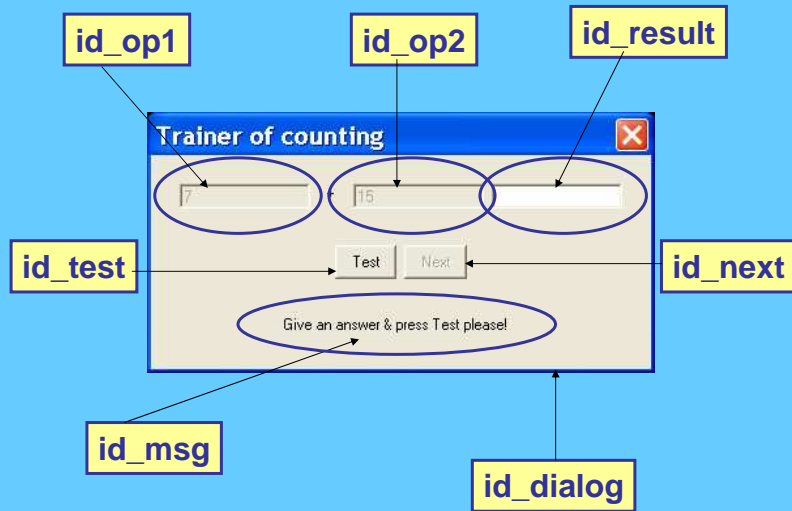 id_op1
id_op2
id_result
Trainer of counting
7
15
id_test
Test
Next
id_next
Give an answer & press Test please!
id_msg
id_dialog